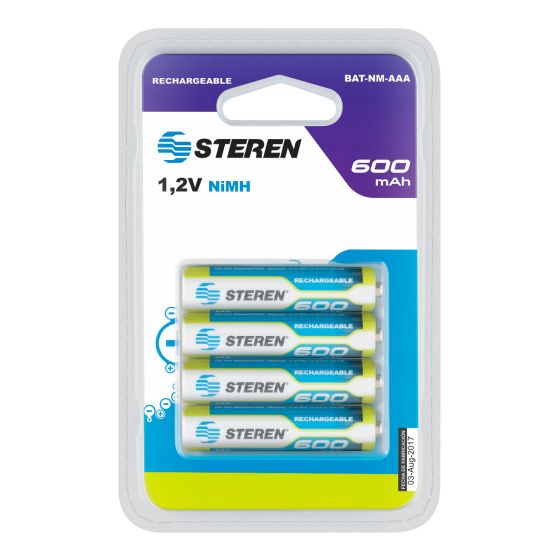 RECHARGEABLE
BAT-NM-AAA
STEREN
600
mAh
1,2V NiMH
RECHARGEABLE
STEREN®
600
RECHARGEABLE
STEREN®
600
RECHARGEABLE
STEREN®
600
RECHARGEABLE
STEREN®
600
FECHA DE FABRICACIÓN
03-Aug-2017